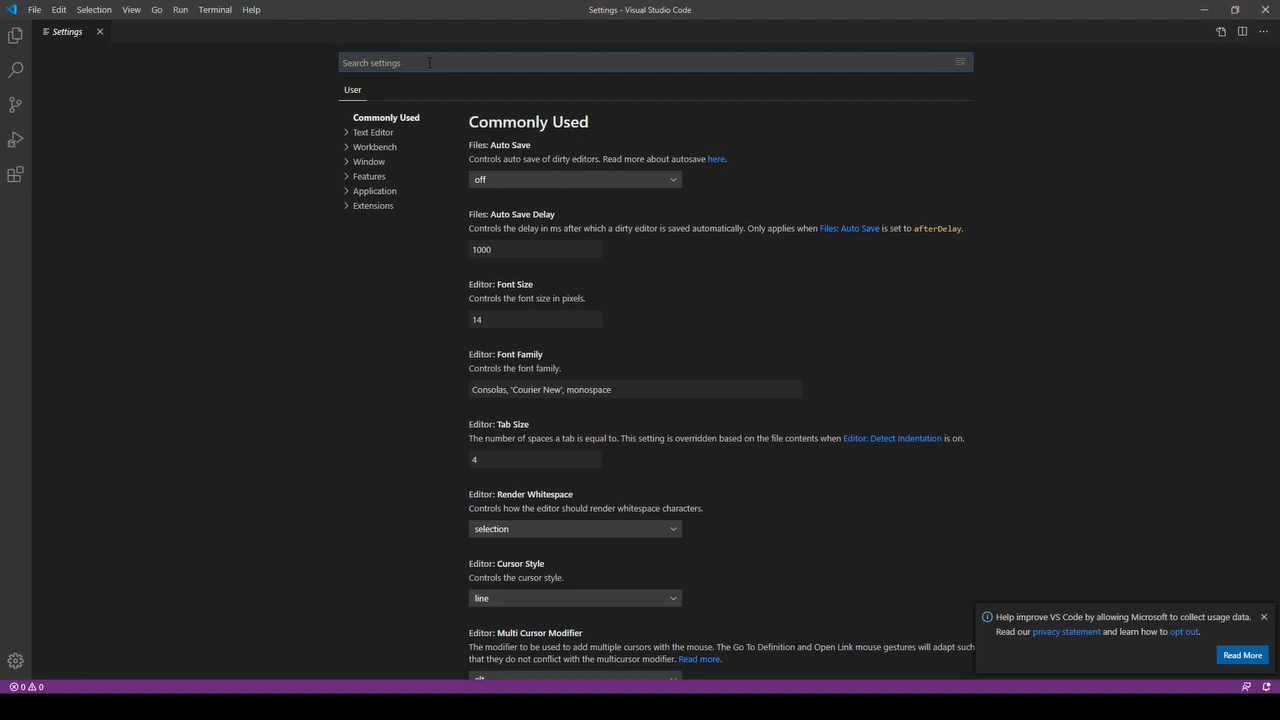 File Edit Selection View Go Run Terminal Help
Settings - Visual Studio Code
Settings
Search settings
User
Commonly Used
Text Editor
Workbench
Window
Features
Application
Extensions
Commonly Used
Files: Auto Save
Controls auto save of dirty editors. Read more about autosave here.
off
Files: Auto Save Delay
Controls the delay in ms after which a dirty editor is saved automatically. Only applies when Files: Auto Save is set to afterDelay.
1000
Editor: Font Size
Controls the font size in pixels.
14
Editor: Font Family
Controls the font family.
Consolas, 'Courier New', monospace
Editor: Tab Size
The number of spaces a tab is equal to. This setting is overridden based on the file contents when Editor: Detect Indentation is on.
4
Editor: Render Whitespace
Controls how the editor should render whitespace characters.
selection
Editor: Cursor Style
Controls the cursor style.
line
Editor: Multi Cursor Modifier
The modifier to be used to add multiple cursors with the mouse. The Go To Definition and Open Link mouse gestures will adapt such
that they do not conflict with the multicursor modifier. Read more.
Help improve VS Code by allowing Microsoft to collect usage data.
Read our privacy statement and learn how to opt out.
Read More
0 0